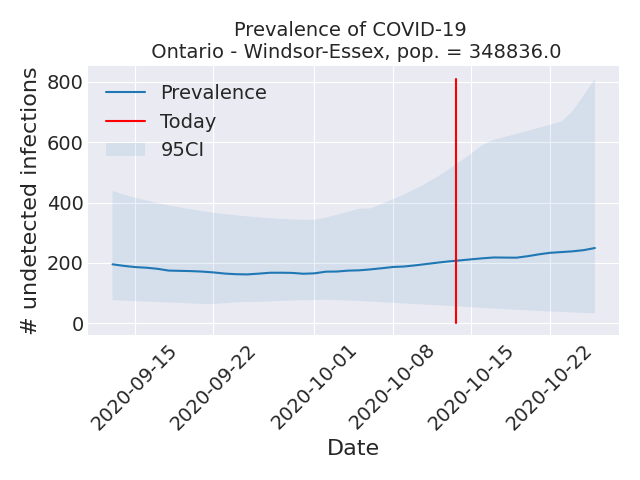 Prevalence of COVID-19
Ontario - Windsor-Essex, pop. = 348836.0
# undetected infections
800
600
400
200
0
Prevalence
Today
95CI
2020-09-15
2020-09-22
2020-10-01
2020-10-08
2020-10-15
2020-10-22
Date